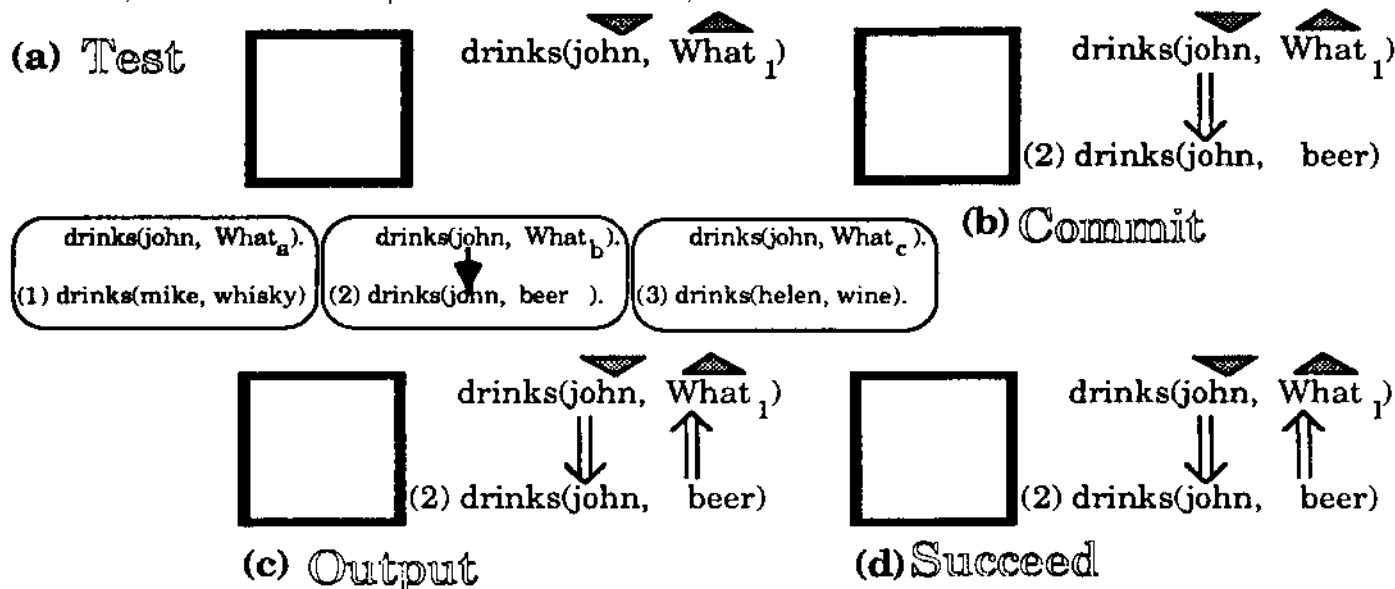 (a) Test
drinks(john, What1)
drinks(john, What1)
(2) drinks(john, beer)
(b) Commit
drinks(john, Whata).
(1) drinks(mike, whisky)
drinks(john, Whatb).
(2) drinks(john, beer ).
drinks(john, Whatc).
(3) drinks(helen, wine).
drinks(john, What1)
(2) drinks(john, beer)
(c) Output
drinks(john, What1)
(2) drinks(john, beer)
(d) Succeed